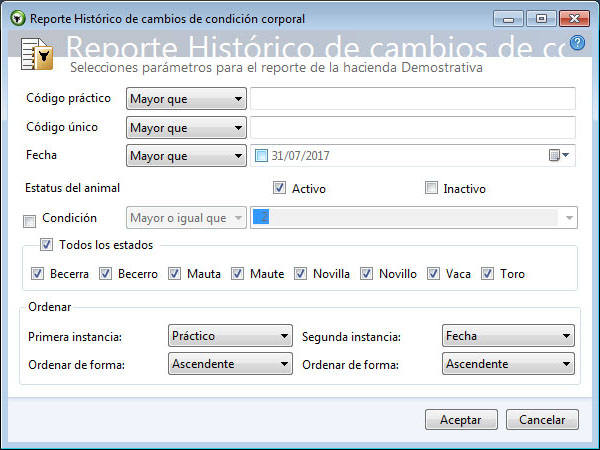 Reporte Histórico de cambios de condición corporal
Reporte Histórico de cambios de co
Selecciones parámetros para el reporte de la hacienda Demostrativa
Código práctico Mayor que
Código único Mayor que
Fecha Mayor que 31/07/2017
Estatus del animal Activo Inactivo
Condición Mayor o igual que 2
Todos los estados
Becerra Becerro Mauta Maute Novilla Novillo Vaca Toro
Ordenar
Primera instancia: Práctico Segunda instancia: Fecha
Ordenar de forma: Ascendente Ordenar de forma: Ascendente
Aceptar Cancelar